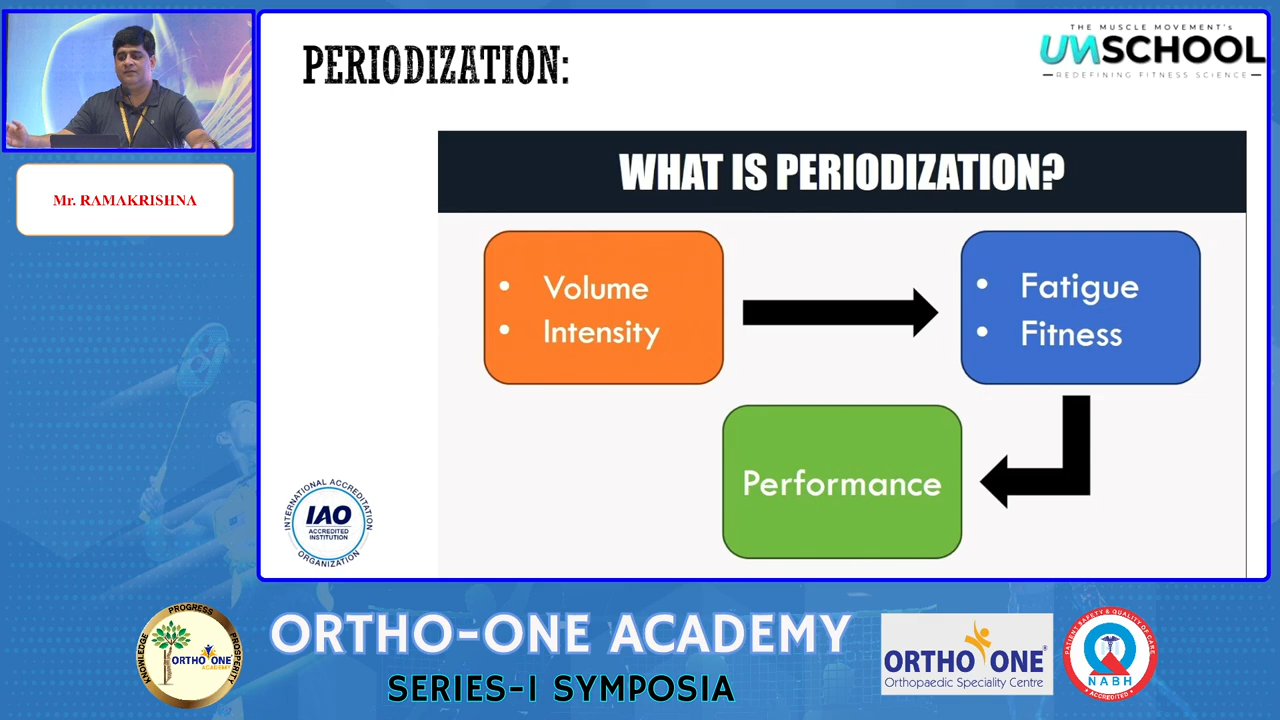 PERIODIZATION:
THE MUSCLE MOVEMENT's
UMSCHOOL
REDEFINING FITNESS SCIENCE
WHAT IS PERIODIZATION?
• Volume
• Intensity
• Fatigue
• Fitness
Performance
Mr. RAMAKRISHNA
INTERNATIONAL ACCREDITATION
IAO
ACCREDITED
INSTITUTION
ORGANIZATION
KNOWLEDGE
PROGRESS
PROSPERITY
ORTHO ONE
ACADEMY
ORTHO-ONE ACADEMY
SERIES-I SYMPOSIA
ORTHO ONE®
Orthopaedic Speciality Centre
PATIENT SAFETY & QUALITY OF CARE
NABH
ACCREDITED